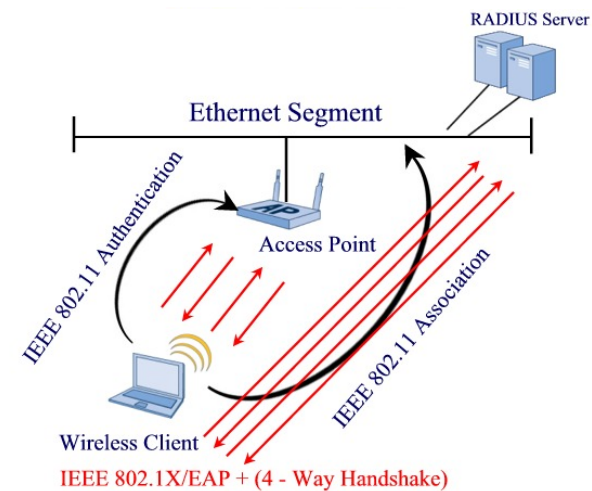 RADIUS Server
Ethernet Segment
IEEE 802.11 Authentication
AP
Access Point
IEEE 802.11 Association
Wireless Client
IEEE 802.1X/EAP + (4 - Way Handshake)